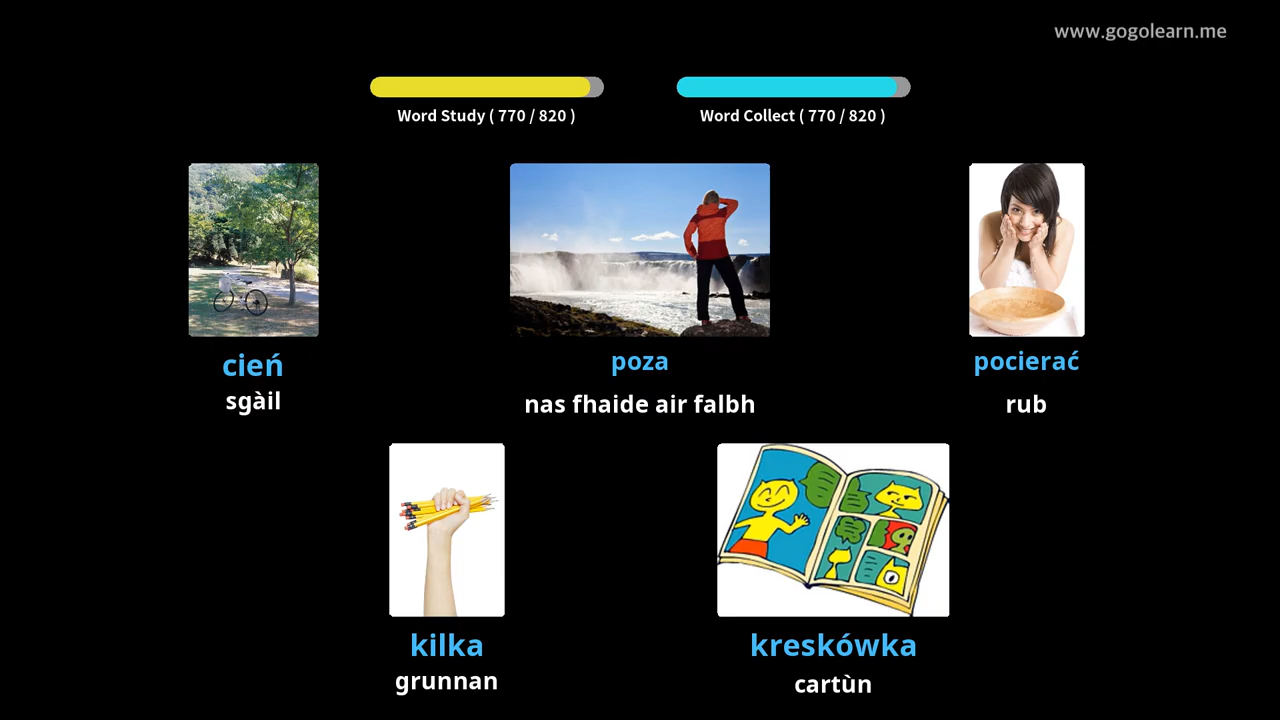 www.gogolearn.me
Word Study ( 770 / 820 )
Word Collect ( 770 / 820 )
cień
sgàil
poza
nas fhaide air falbh
pocierać
rub
kilka
grunnan
kreskówka
cartùn